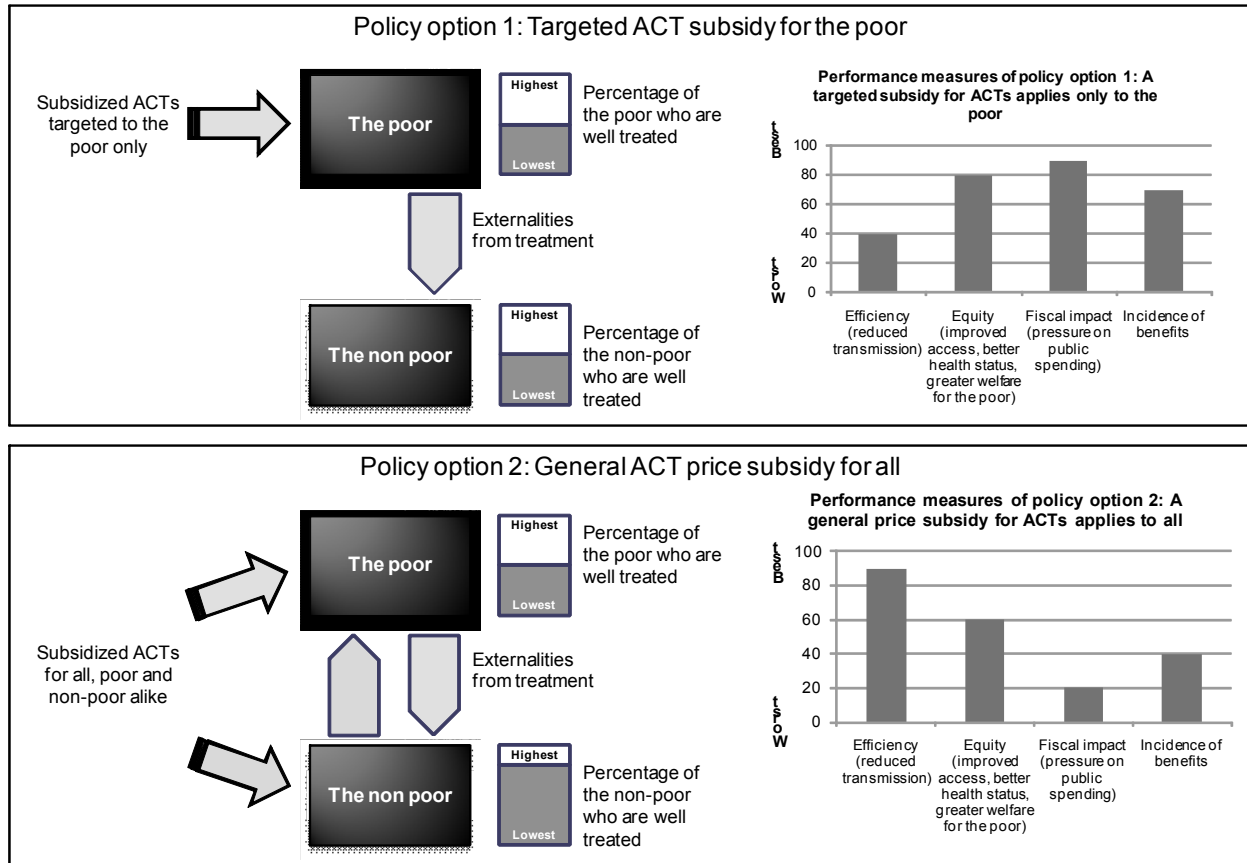 Policy option 1: Targeted ACT subsidy for the poor
Subsidized ACTs
targeted to the
poor only
The poor
Highest
Lowest
Percentage of
the poor who are
well treated
Externalities
from treatment
The non poor
Highest
Lowest
Percentage of
the non-poor
who are well
treated
Performance measures of policy option 1: A
targeted subsidy for ACTs applies only to the
poor
Best
Worst
100
80
60
40
20
0
Efficiency
(reduced
transmission)
Equity
(improved
access, better
health status,
greater welfare
for the poor)
Fiscal impact
(pressure on
public
spending)
Incidence of
benefits
Policy option 2: General ACT price subsidy for all
Subsidized ACTs
for all, poor and
non-poor alike
The poor
Highest
Lowest
Percentage of
the poor who are
well treated
Externalities
from treatment
The non poor
Highest
Lowest
Percentage of
the non-poor
who are well
treated
Performance measures of policy option 2: A
general price subsidy for ACTs applies to all
Best
Worst
100
80
60
40
20
0
Efficiency
(reduced
transmission)
Equity
(improved
access, better
health status,
greater welfare
for the poor)
Fiscal impact
(pressure on
public
spending)
Incidence of
benefits